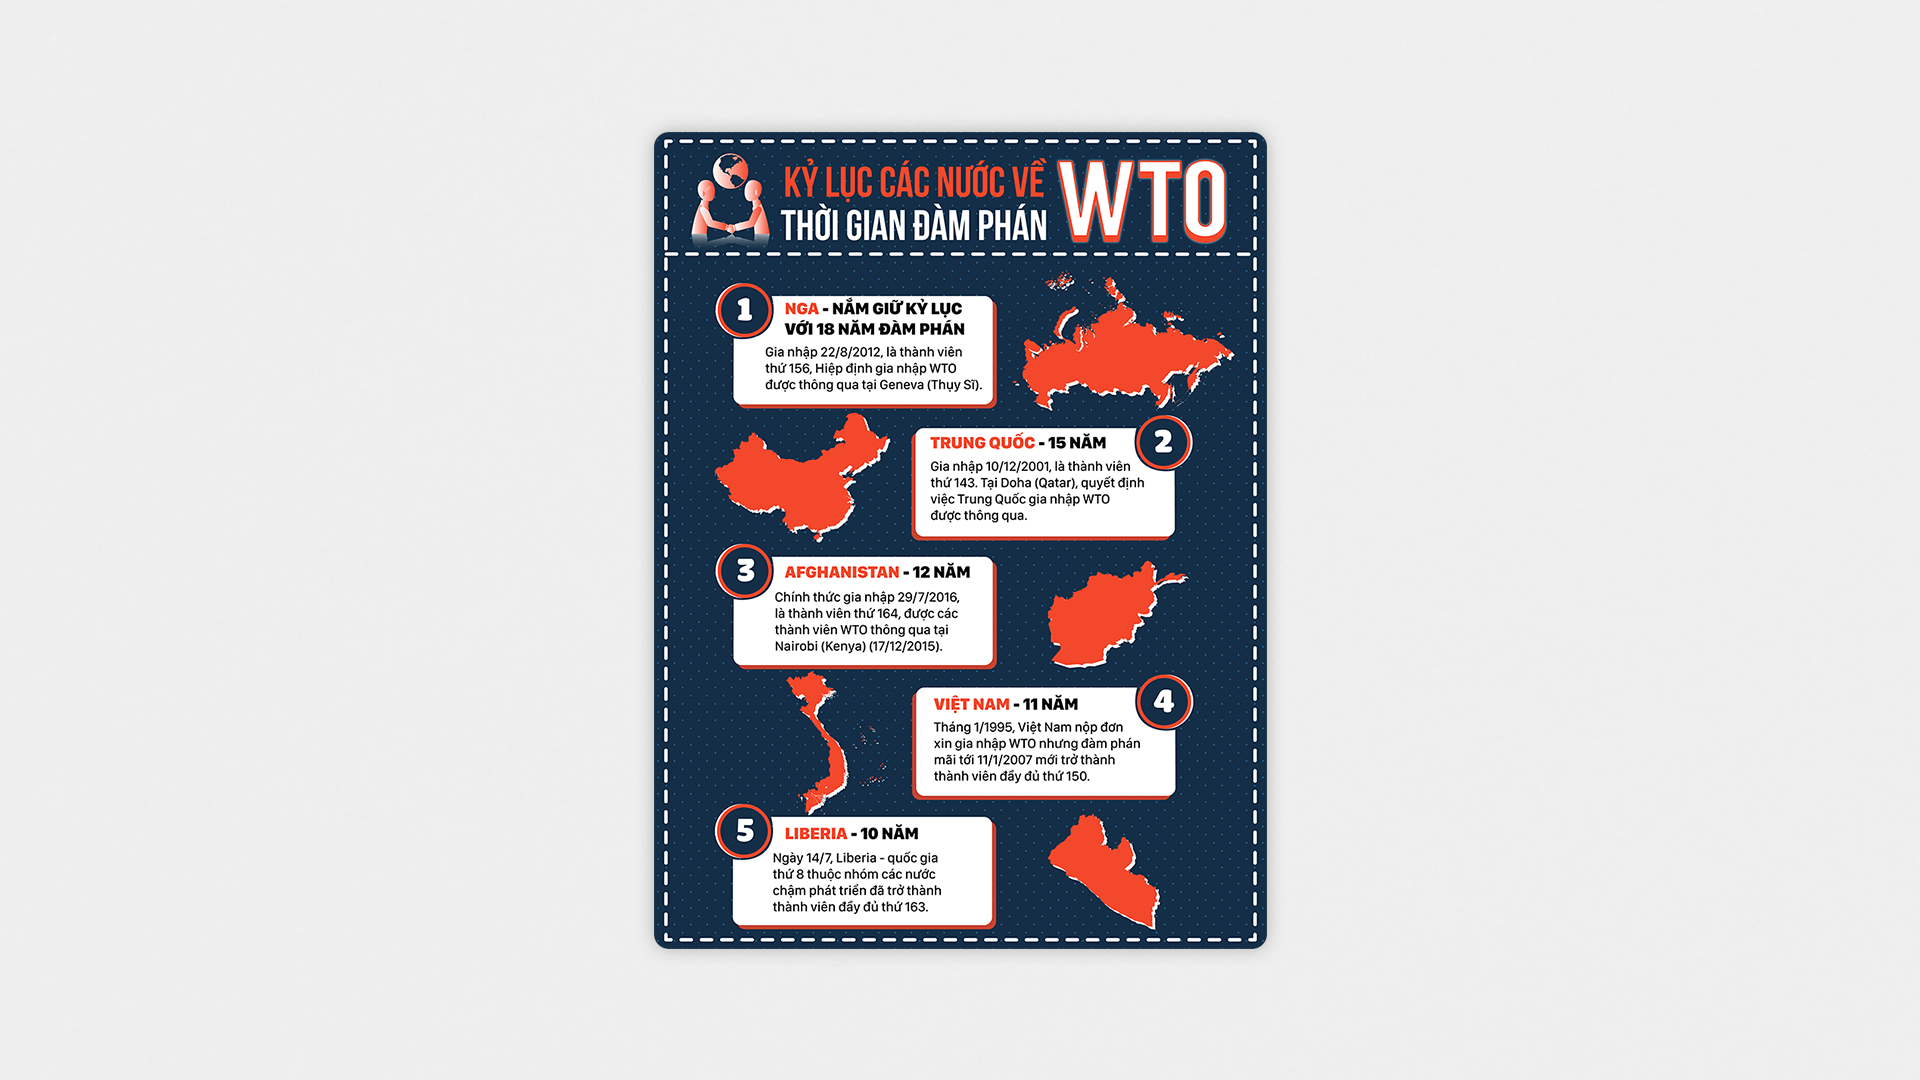 KỶ LỤC CÁC NƯỚC VỀ
THỜI GIAN ĐÀM PHÁN
WTO
1
NGA - NẮM GIỮ KỶ LỤC
VỚI 18 NĂM ĐÀM PHÁN
Gia nhập 22/8/2012, là thành viên
thứ 156, Hiệp định gia nhập WTO
được thông qua tại Geneva (Thụy Sĩ).
2
TRUNG QUỐC - 15 NĂM
Gia nhập 10/12/2001, là thành viên
thứ 143. Tại Doha (Qatar), quyết định
việc Trung Quốc gia nhập WTO
được thông qua.
3
AFGHANISTAN - 12 NĂM
Chính thức gia nhập 29/7/2016,
là thành viên thứ 164, được các
thành viên WTO thông qua tại
Nairobi (Kenya) (17/12/2015).
4
VIỆT NAM - 11 NĂM
Tháng 1/1995, Việt Nam nộp đơn
xin gia nhập WTO nhưng đàm phán
mãi tới 11/1/2007 mới trở thành
thành viên đầy đủ thứ 150.
5
LIBERIA - 10 NĂM
Ngày 14/7, Liberia - quốc gia
thứ 8 thuộc nhóm các nước
chậm phát triển đã trở thành
thành viên đầy đủ thứ 163.